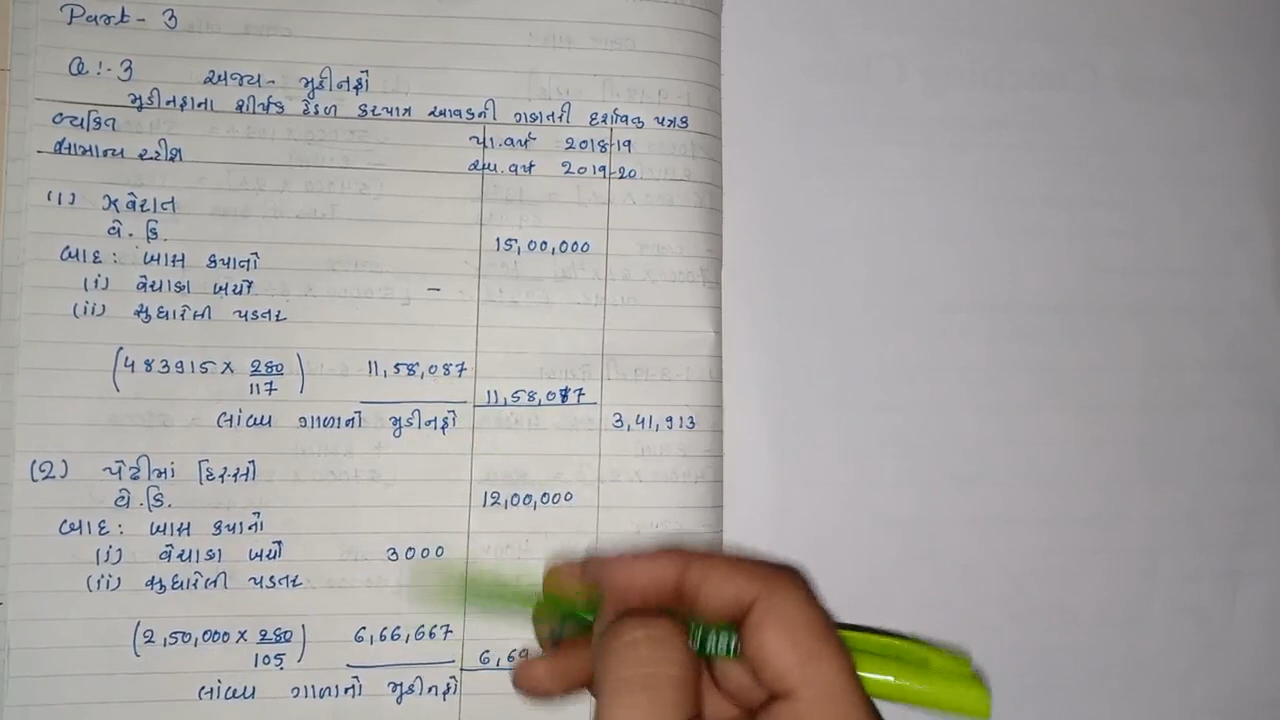 Part - 3
Q:-3 અજય - મુડીનફો
મુડીનફાના શીર્ષક હેઠળ કરપાત્ર આવકની ગણતરી દર્શાવતું પત્રક
વ્યક્તિ પા.વર્ષ 2018-19
સામાન્ય રહીશ આ.વર્ષ 2019-20
(1) ઝવેરાત
વે. કિં. 15,00,000
બાદ : ખાસ કપાતો
(i) વેચાણ ખર્ચ –
(ii) સુધારેલી પડતર
(483915 × 280/117) 11,58,087
11,58,087
લાંબા ગાળાનો મુડીનફો 3,41,913
(2) પેઢીમાં હિસ્સો
વે. કિં. 12,00,000
બાદ : ખાસ કપાતો
(i) વેચાણ ખર્ચ 3000
(ii) સુધારેલી પડતર
(2,50,000 × 280/105) 6,66,667
6,69
લાંબા ગાળાનો મુડીનફો